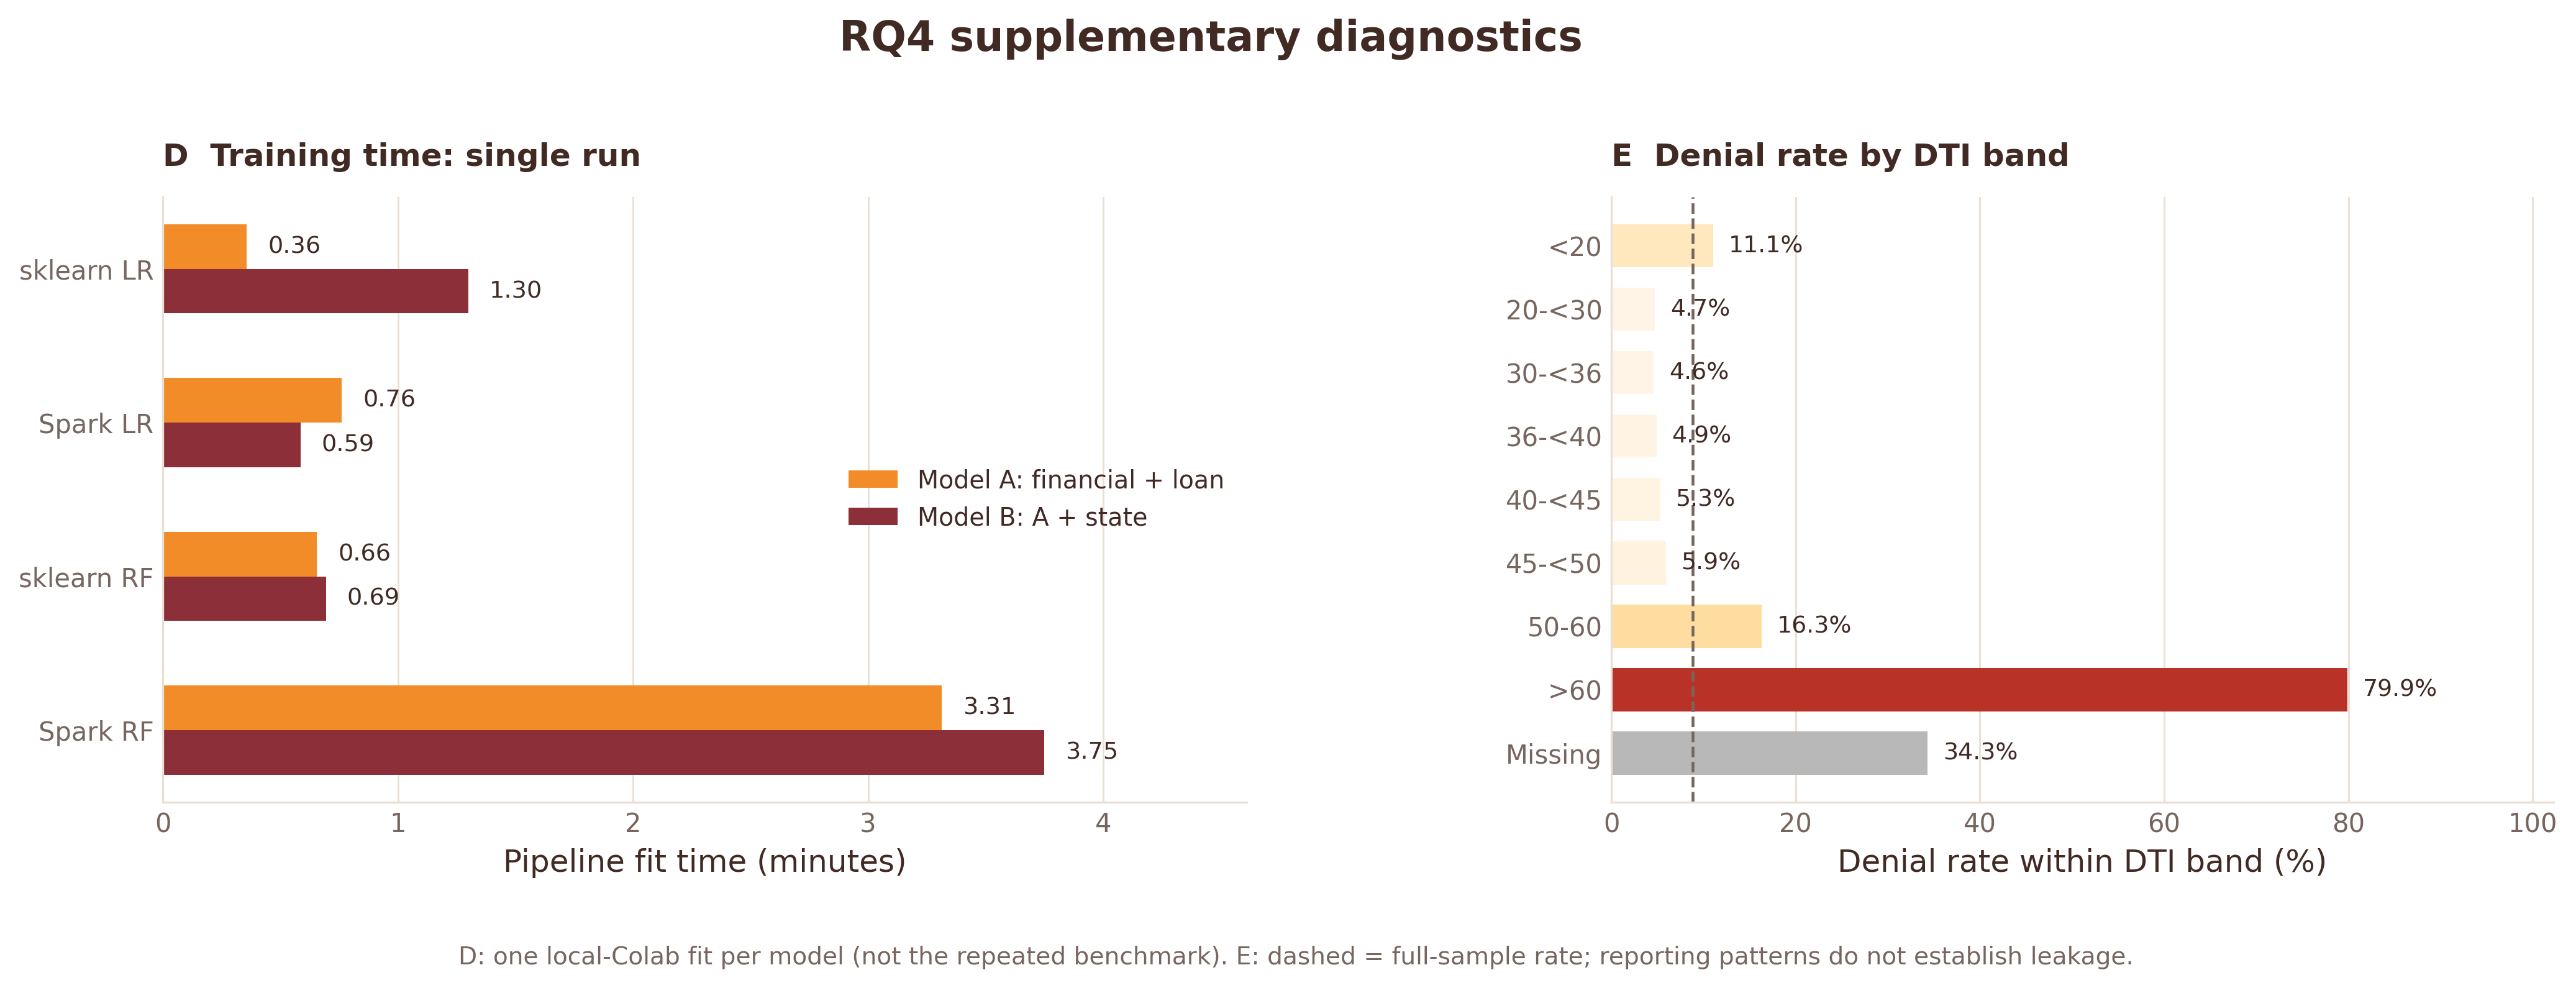 RQ4 supplementary diagnostics
D Training time: single run
sklearn LR
0.36
1.30
Spark LR
0.76
0.59
sklearn RF
0.66
0.69
Spark RF
3.31
3.75
Model A: financial + loan
Model B: A + state
0 1 2 3 4
Pipeline fit time (minutes)
E Denial rate by DTI band
<20 11.1%
20-<30 4.7%
30-<36 4.6%
36-<40 4.9%
40-<45 5.3%
45-<50 5.9%
50-60 16.3%
>60 79.9%
Missing 34.3%
0 20 40 60 80 100
Denial rate within DTI band (%)
D: one local-Colab fit per model (not the repeated benchmark). E: dashed = full-sample rate; reporting patterns do not establish leakage.